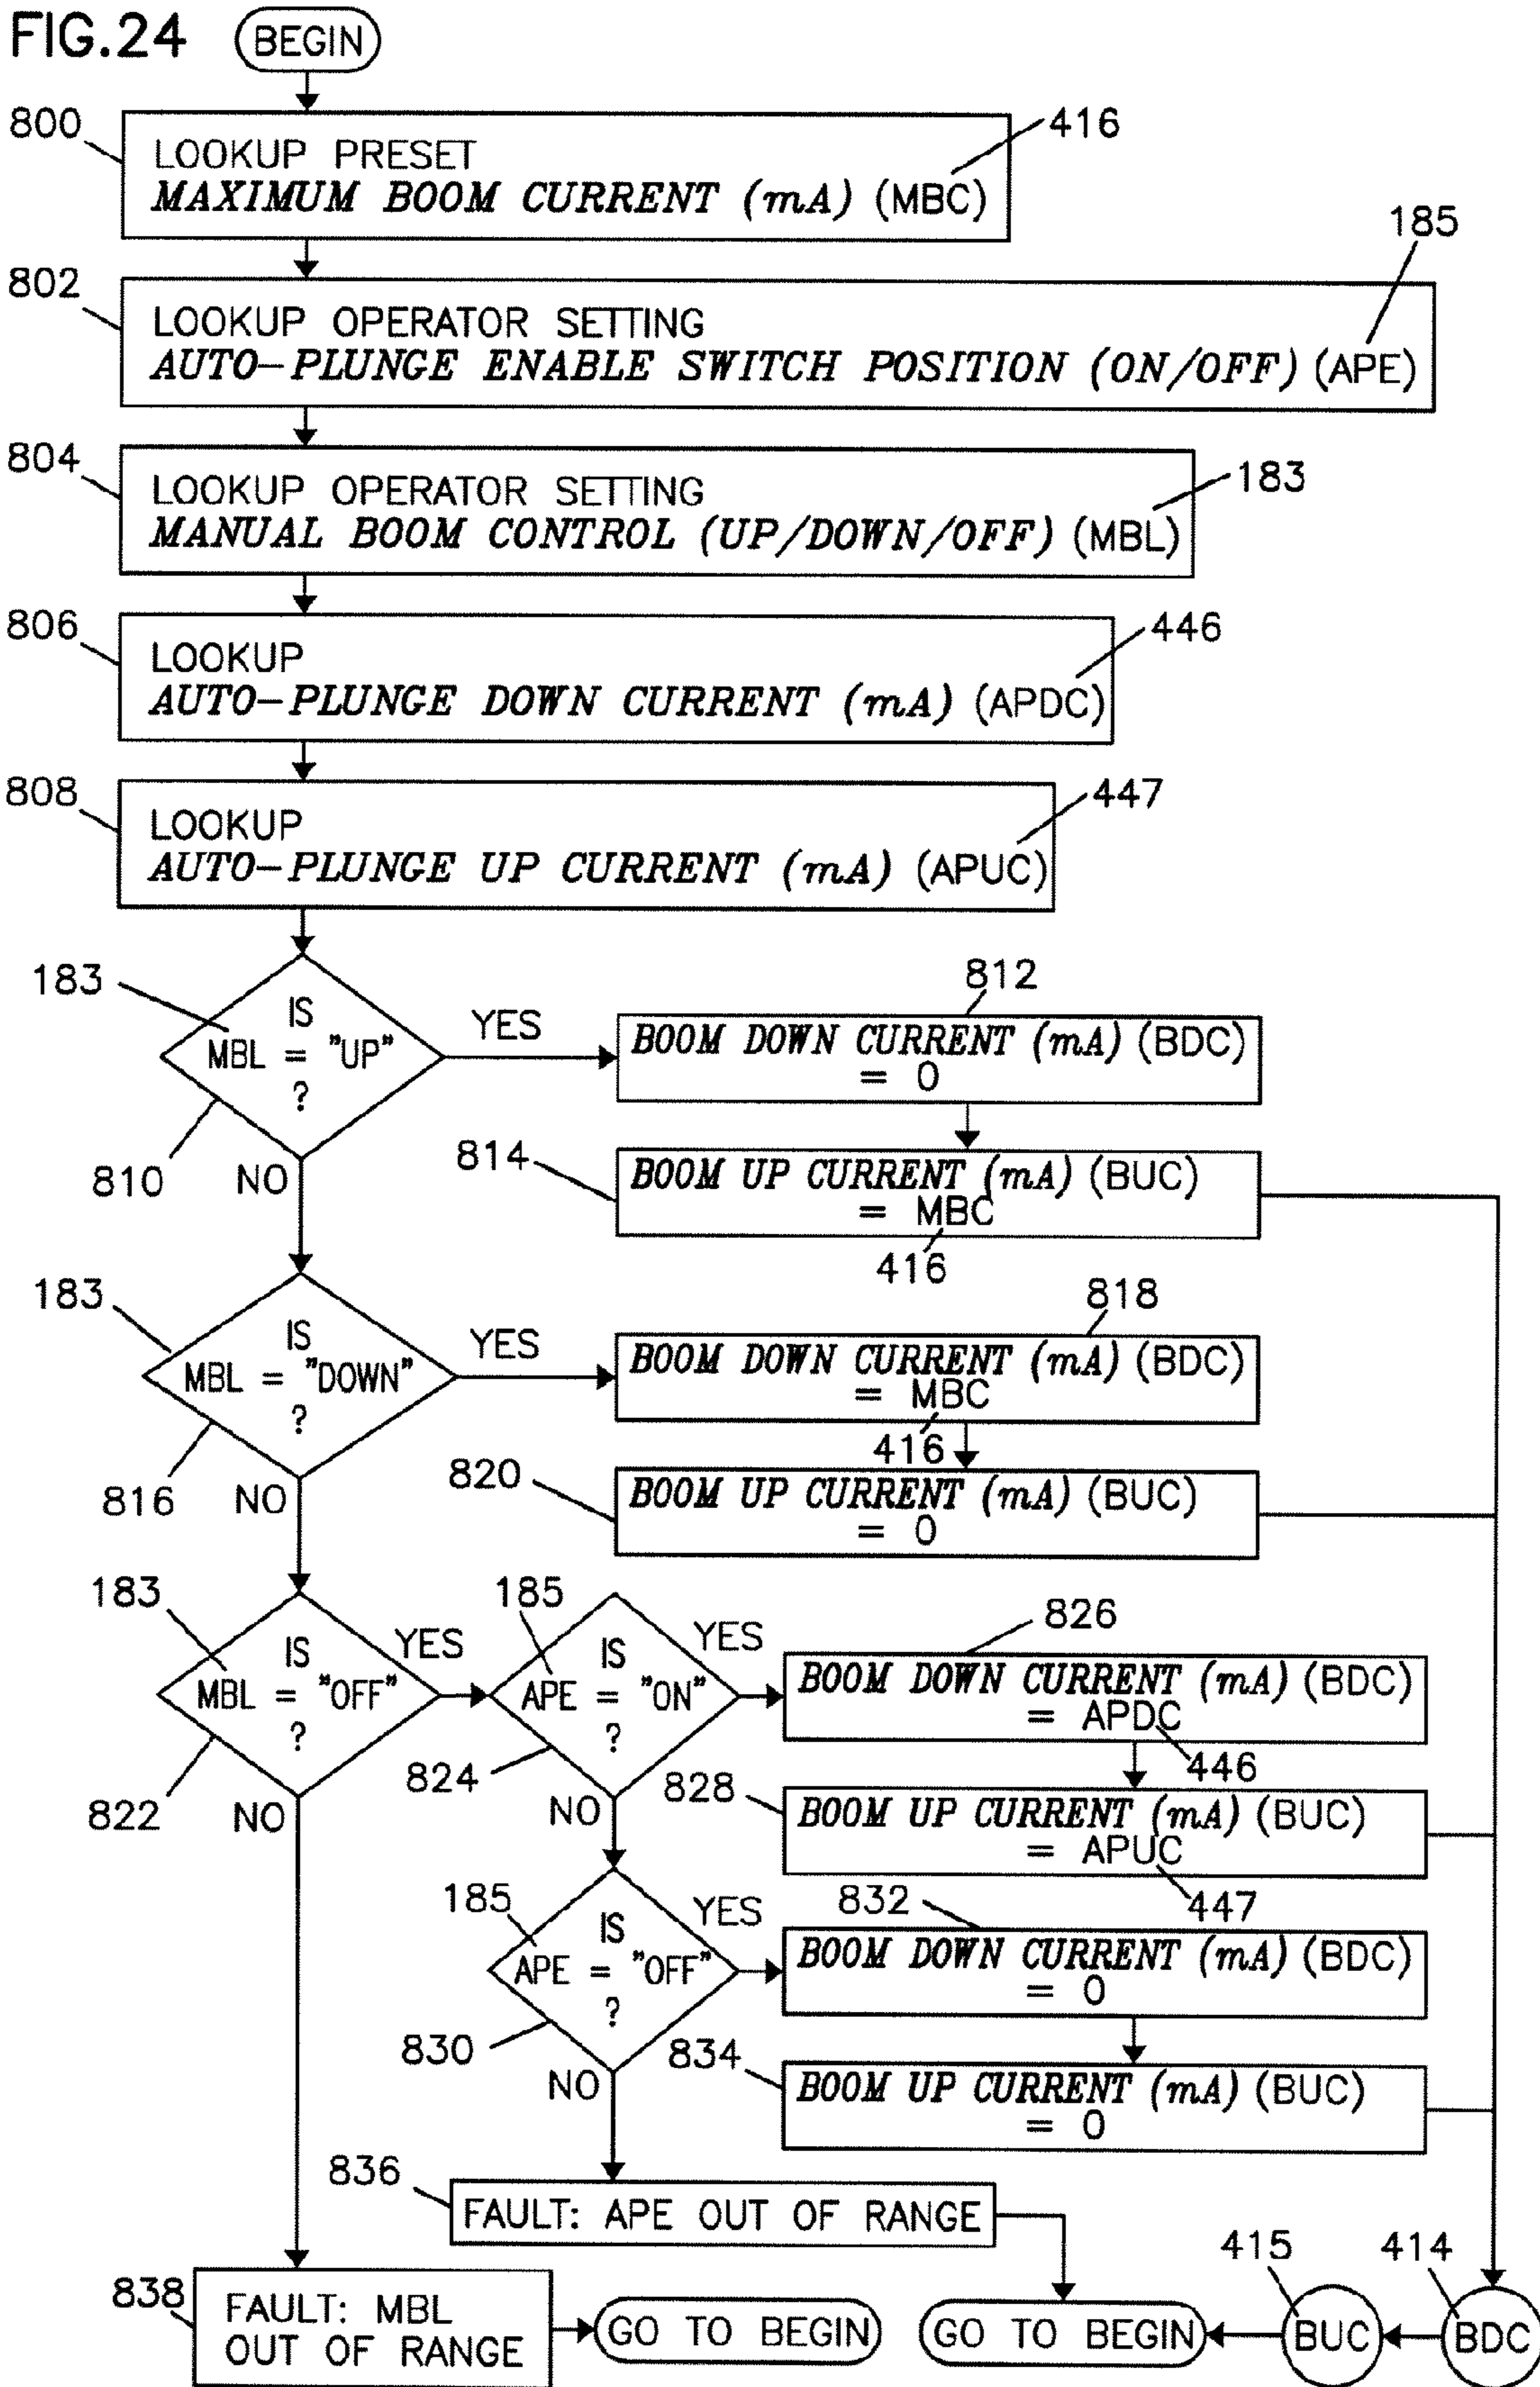 FIG.24
BEGIN
800
416
LOOKUP PRESET
MAXIMUM BOOM CURRENT (mA) (MBC)
185
802
LOOKUP OPERATOR SETTING
AUTO-PLUNGE ENABLE SWITCH POSITION (ON/OFF) (APE)
804
183
LOOKUP OPERATOR SETTING
MANUAL BOOM CONTROL (UP/DOWN/OFF) (MBL)
806
446
LOOKUP
AUTO-PLUNGE DOWN CURRENT (mA) (APDC)
808
447
LOOKUP
AUTO-PLUNGE UP CURRENT (mA) (APUC)
183
IS
MBL = "UP"
?
810
YES
NO
812
BOOM DOWN CURRENT (mA) (BDC)
= 0
814
BOOM UP CURRENT (mA) (BUC)
= MBC
416
183
IS
MBL = "DOWN"
?
816
YES
NO
818
BOOM DOWN CURRENT (mA) (BDC)
= MBC
416
820
BOOM UP CURRENT (mA) (BUC)
= 0
183
IS
MBL = "OFF"
?
822
YES
NO
185
IS
APE = "ON"
?
824
YES
NO
826
BOOM DOWN CURRENT (mA) (BDC)
= APDC
446
828
BOOM UP CURRENT (mA) (BUC)
= APUC
447
185
IS
APE = "OFF"
?
830
YES
NO
832
BOOM DOWN CURRENT (mA) (BDC)
= 0
834
BOOM UP CURRENT (mA) (BUC)
= 0
836
FAULT: APE OUT OF RANGE
838
FAULT: MBL
OUT OF RANGE
GO TO BEGIN
GO TO BEGIN
415
BUC
414
BDC